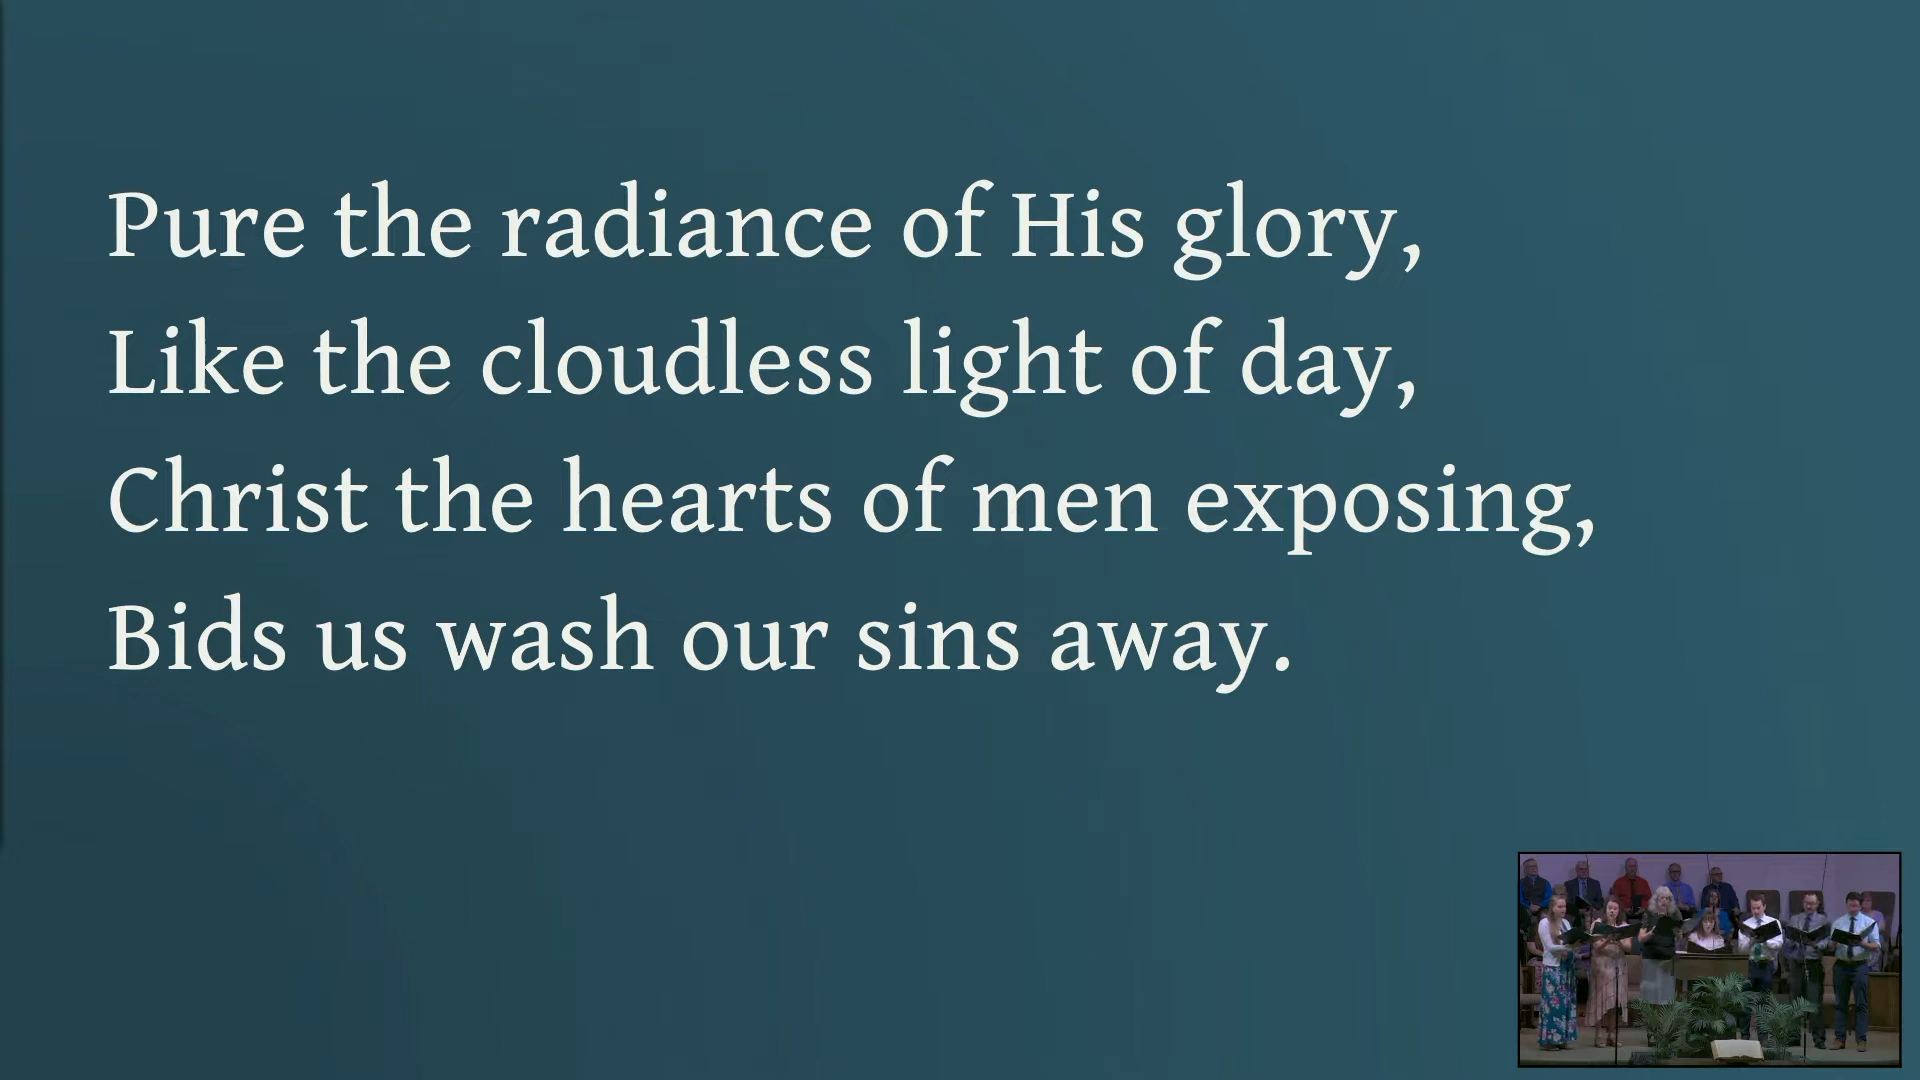 Pure the radiance of His glory,
Like the cloudless light of day,
Christ the hearts of men exposing,
Bids us wash our sins away.